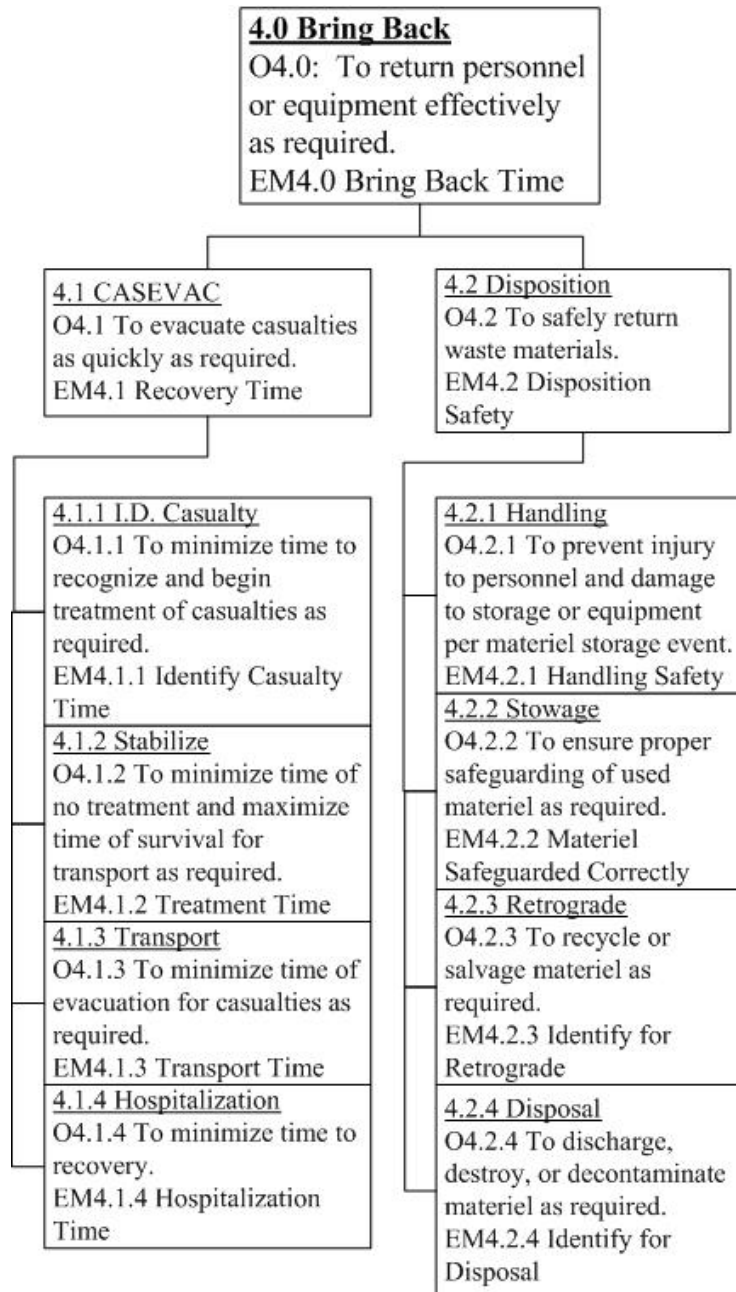 4.0 Bring Back
O4.0: To return personnel
or equipment effectively
as required.
EM4.0 Bring Back Time
4.1 CASEVAC
O4.1 To evacuate casualties
as quickly as required.
EM4.1 Recovery Time
4.2 Disposition
O4.2 To safely return
waste materials.
EM4.2 Disposition
Safety
4.1.1 I.D. Casualty
O4.1.1 To minimize time to
recognize and begin
treatment of casualties as
required.
EM4.1.1 Identify Casualty
Time
4.1.2 Stabilize
O4.1.2 To minimize time of
no treatment and maximize
time of survival for
transport as required.
EM4.1.2 Treatment Time
4.1.3 Transport
O4.1.3 To minimize time of
evacuation for casualties as
required.
EM4.1.3 Transport Time
4.1.4 Hospitalization
O4.1.4 To minimize time to
recovery.
EM4.1.4 Hospitalization
Time
4.2.1 Handling
O4.2.1 To prevent injury
to personnel and damage
to storage or equipment
per materiel storage event.
EM4.2.1 Handling Safety
4.2.2 Stowage
O4.2.2 To ensure proper
safeguarding of used
materiel as required.
EM4.2.2 Materiel
Safeguarded Correctly
4.2.3 Retrograde
O4.2.3 To recycle or
salvage materiel as
required.
EM4.2.3 Identify for
Retrograde
4.2.4 Disposal
O4.2.4 To discharge,
destroy, or decontaminate
materiel as required.
EM4.2.4 Identify for
Disposal